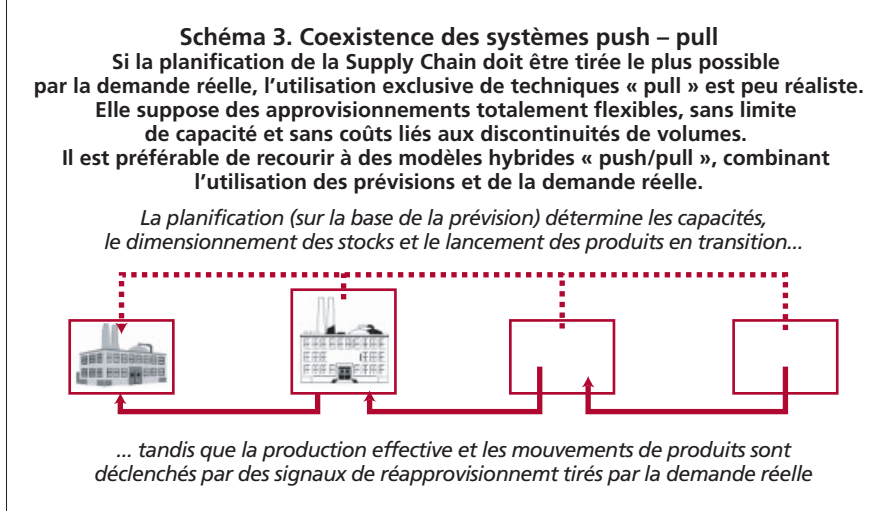 Schéma 3. Coexistence des systèmes push – pull
Si la planification de la Supply Chain doit être tirée le plus possible
par la demande réelle, l’utilisation exclusive de techniques « pull » est peu réaliste.
Elle suppose des approvisionnements totalement flexibles, sans limite
de capacité et sans coûts liés aux discontinuités de volumes.
Il est préférable de recourir à des modèles hybrides « push/pull », combinant
l’utilisation des prévisions et de la demande réelle.
La planification (sur la base de la prévision) détermine les capacités,
le dimensionnement des stocks et le lancement des produits en transition...
... tandis que la production effective et les mouvements de produits sont
déclenchés par des signaux de réapprovisionnemt tirés par la demande réelle